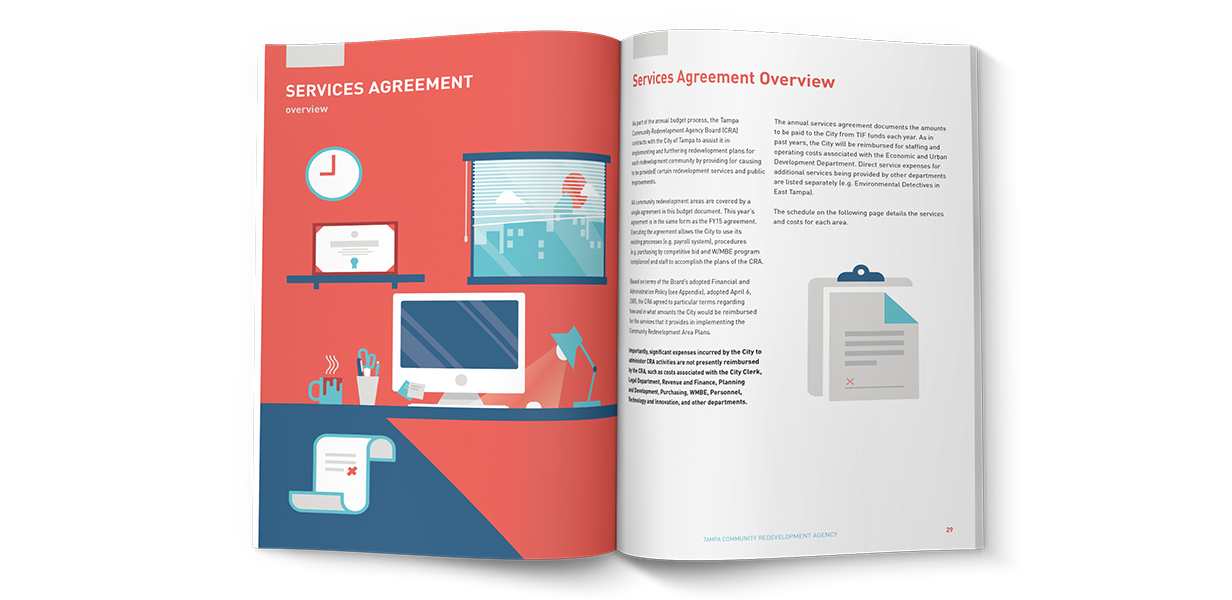 SERVICES AGREEMENT
overview
Services Agreement Overview
As part of the annual budget process, the Tampa
Community Redevelopment Agency Board (CRA)
contracts with the City of Tampa to assist it in
implementing and furthering redevelopment plans for
each redevelopment community by providing (or causing
to be provided) certain redevelopment services and public
improvements.
All community redevelopment areas are covered by a
single agreement in this budget document. This year's
agreement is in the same form as the FY15 agreement.
Executing the agreement allows the City to use its
existing processes (e.g. payroll system), procedures
(e.g. purchasing by competitive bid and W/MBE program
compliance) and staff to accomplish the plans of the CRA.
Based on terms of the Board's adopted Financial and
Administration Policy (see Appendix), adopted April 6,
2005, the CRA agreed to particular terms regarding
how and in what amounts the City would be reimbursed
for the services that it provides in implementing the
Community Redevelopment Area Plans.
Importantly, significant expenses incurred by the City to
administer CRA activities are not presently reimbursed
by the CRA, such as costs associated with the City Clerk,
Legal Department, Revenue and Finance, Planning
and Development, Purchasing, WMBE, Personnel,
Technology and Innovation, and other departments.
The annual services agreement documents the amounts
to be paid to the City from TIF funds each year. As in
past years, the City will be reimbursed for staffing and
operating costs associated with the Economic and Urban
Development Department. Direct service expenses for
additional services being provided by other departments
are listed separately (e.g. Environmental Detectives in
East Tampa).
The schedule on the following page details the services
and costs for each area.
TAMPA COMMUNITY REDEVELOPMENT AGENCY
29